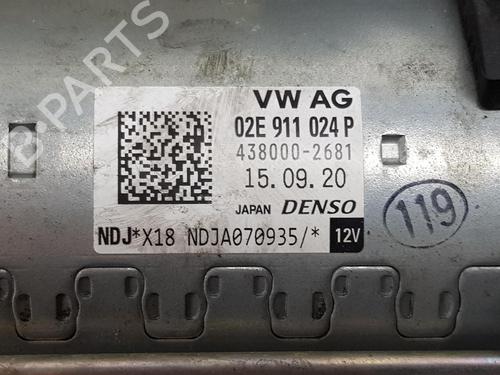 VW AG
02E 911 024 P
438000-2681
15.09.20
JAPAN DENSO
NDJ*X18 NDJA070935/* 12V
119
B-PARTS